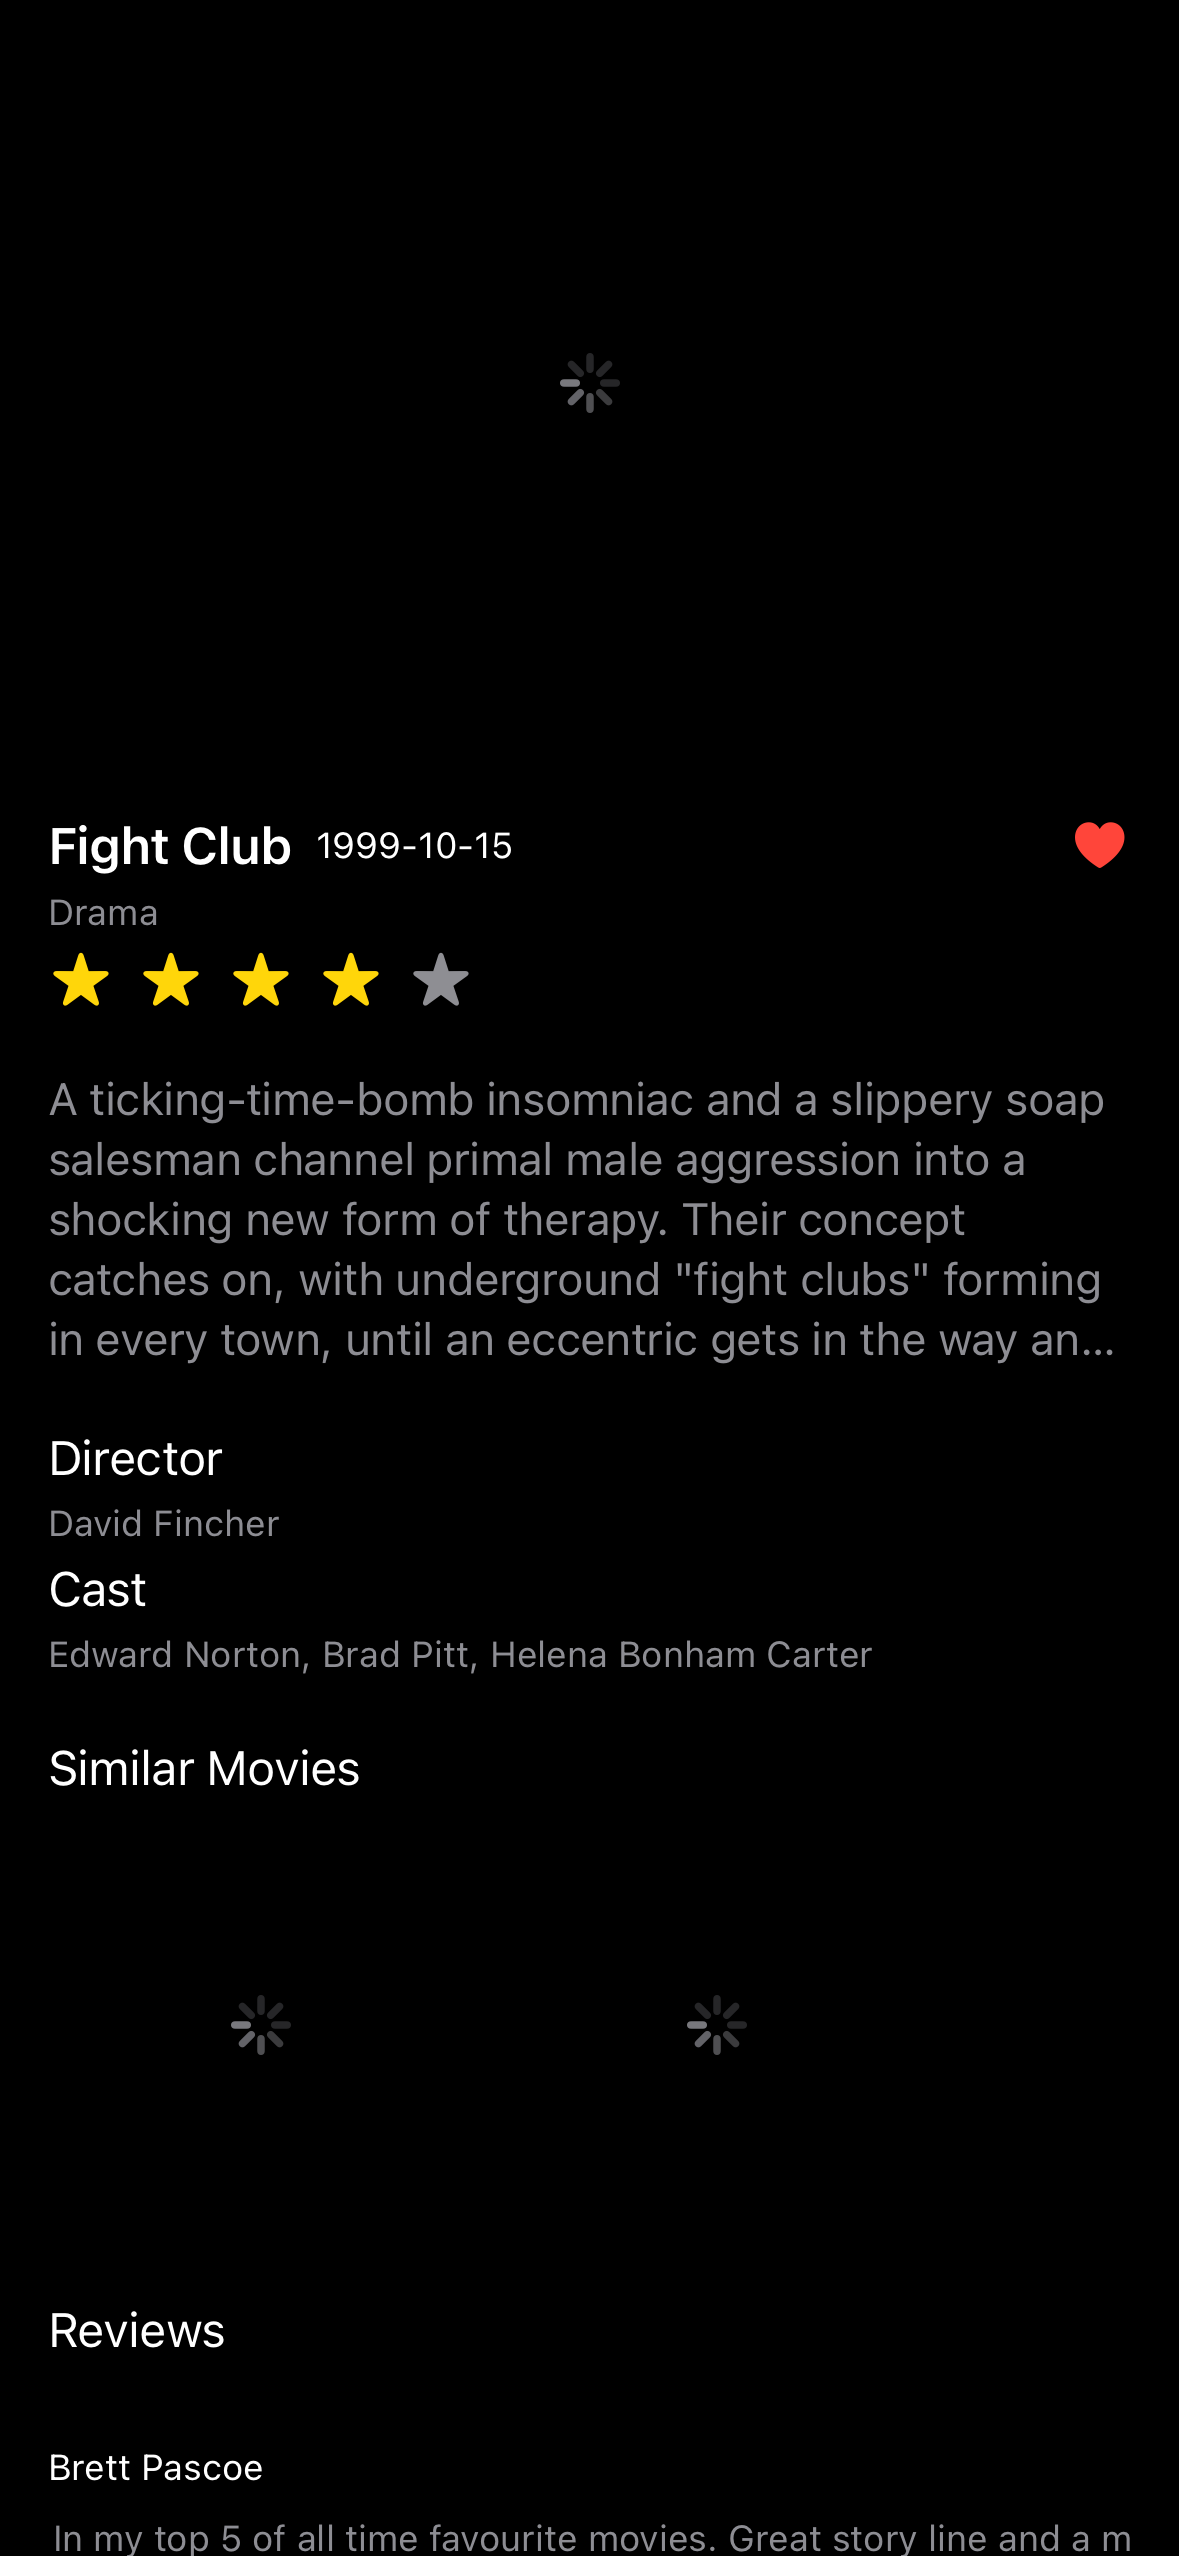 Fight Club 1999-10-15
Drama
A ticking-time-bomb insomniac and a slippery soap
salesman channel primal male aggression into a
shocking new form of therapy. Their concept
catches on, with underground "fight clubs" forming
in every town, until an eccentric gets in the way an...
Director
David Fincher
Cast
Edward Norton, Brad Pitt, Helena Bonham Carter
Similar Movies
Reviews
Brett Pascoe
In my top 5 of all time favourite movies. Great story line and a m